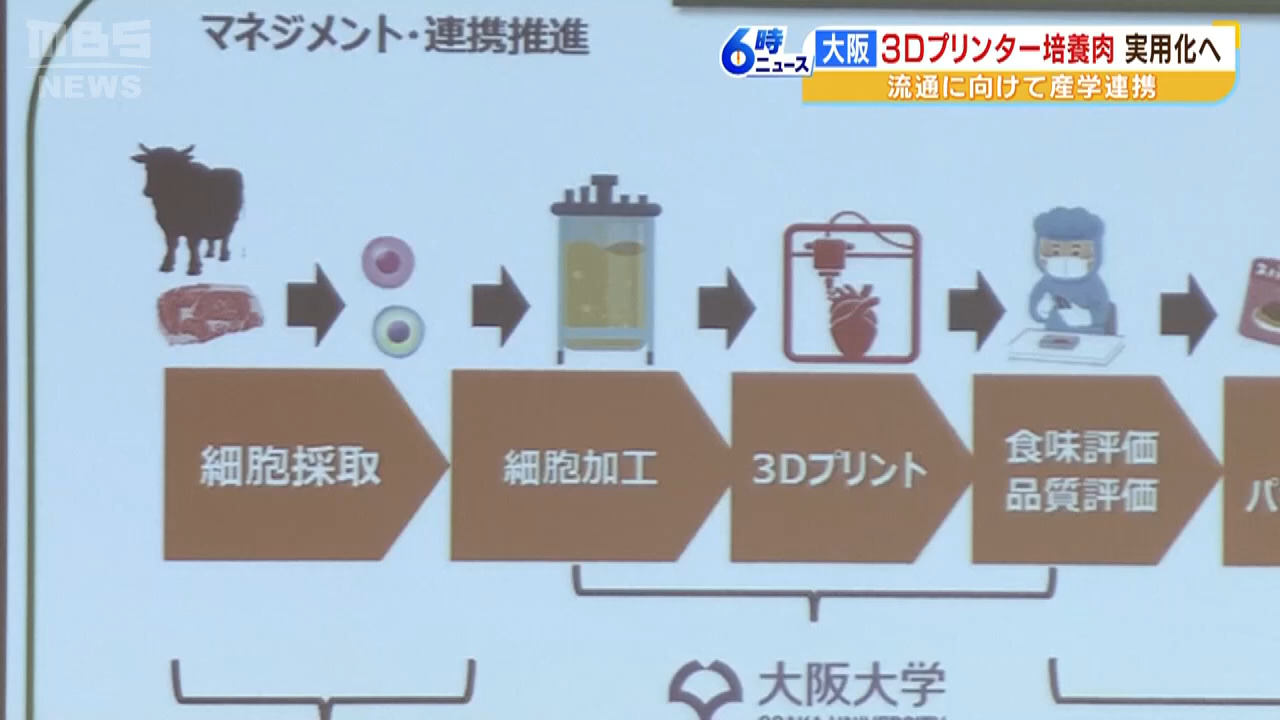 MBS
NEWS
マネジメント・連携推進
6時
ニュース
大阪 3Dプリンター培養肉 実用化へ
流通に向けて産学連携
細胞採取
細胞加工
3Dプリント
食味評価
品質評価
パ
大阪大学
OSAKA UNIVERSITY